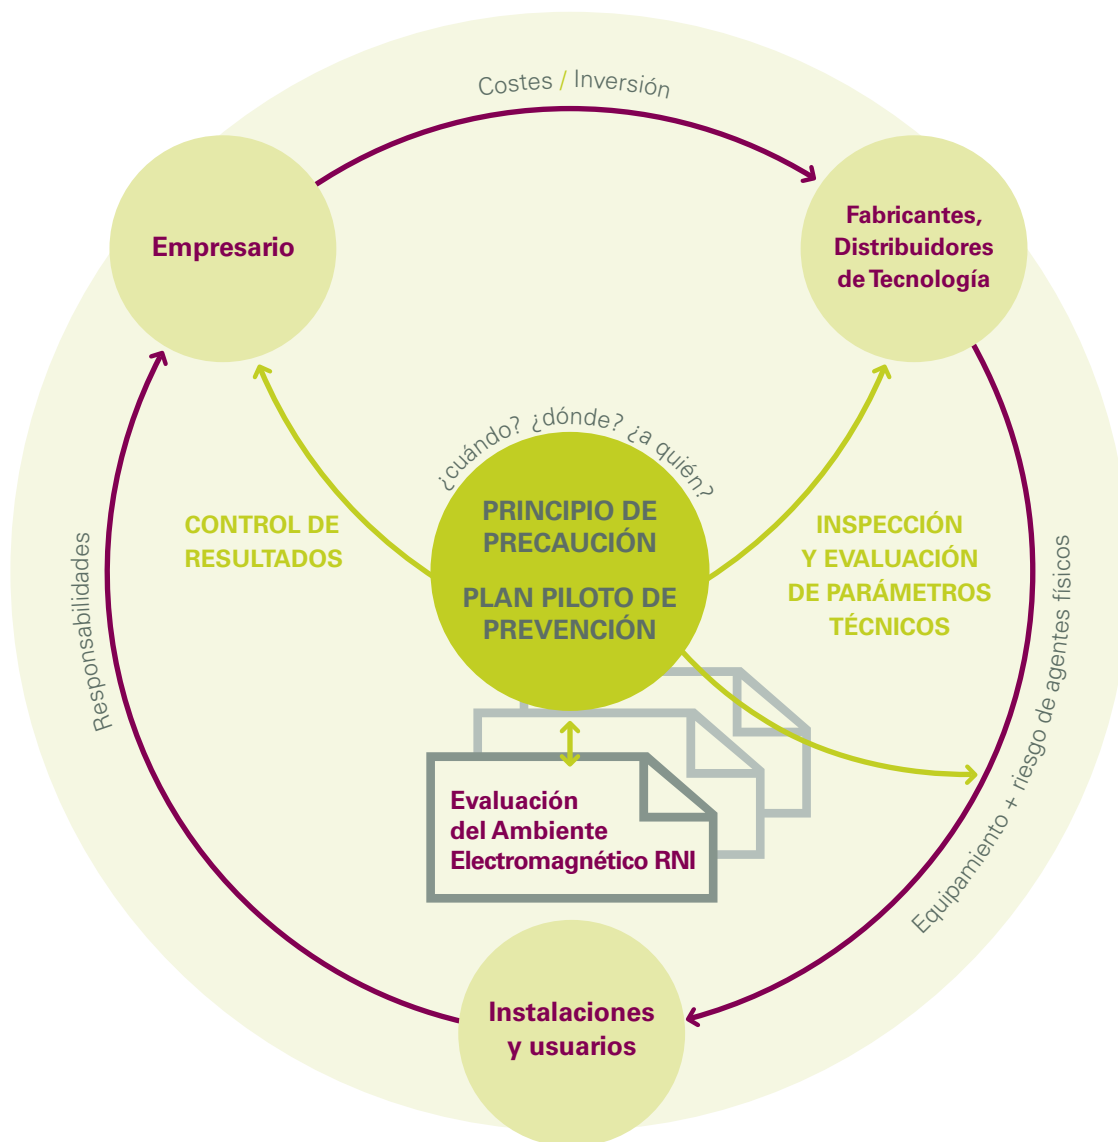 Costes / Inversión
Empresario
Fabricantes,
Distribuidores
de Tecnología
¿cuándo? ¿dónde? ¿a quién?
PRINCIPIO DE
PRECAUCIÓN
PLAN PILOTO DE
PREVENCIÓN
CONTROL DE
RESULTADOS
INSPECCIÓN
Y EVALUACIÓN
DE PARÁMETROS
TÉCNICOS
Responsabilidades
Equipamiento + riesgo de agentes físicos
Evaluación
del Ambiente
Electromagnético RNI
Instalaciones
y usuarios